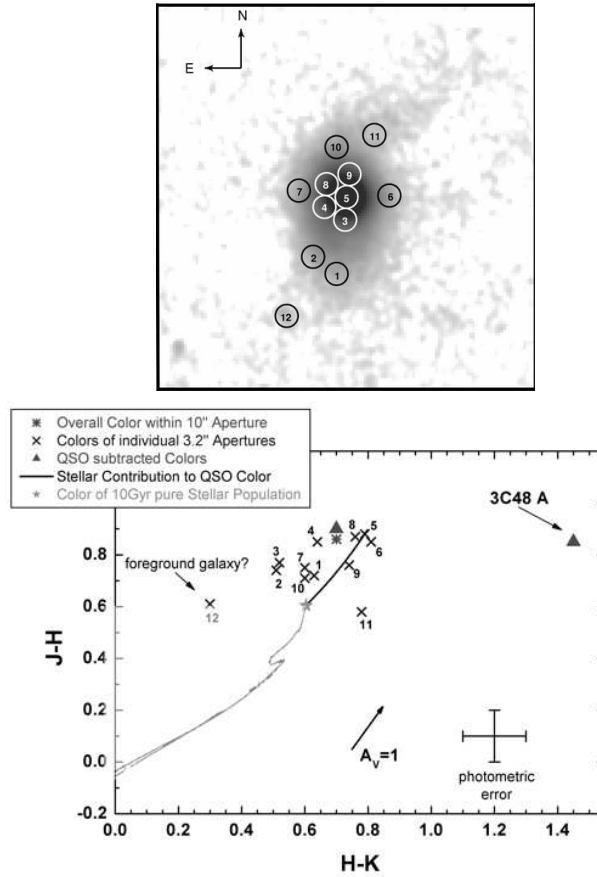 N
E
11
10
9
8
7
5
6
4
3
2
1
12
Overall Color within 10" Aperture
Colors of individual 3.2" Apertures
QSO subtracted Colors
Stellar Contribution to QSO Color
Color of 10Gyr pure Stellar Population
3C48 A
foreground galaxy?
4
8
5
3
7
1
6
2
10
9
12
11
A_V=1
photometric
error
J-H
0.8
0.6
0.4
0.2
0.0
-0.2
0.0 0.2 0.4 0.6 0.8 1.0 1.2 1.4
H-K